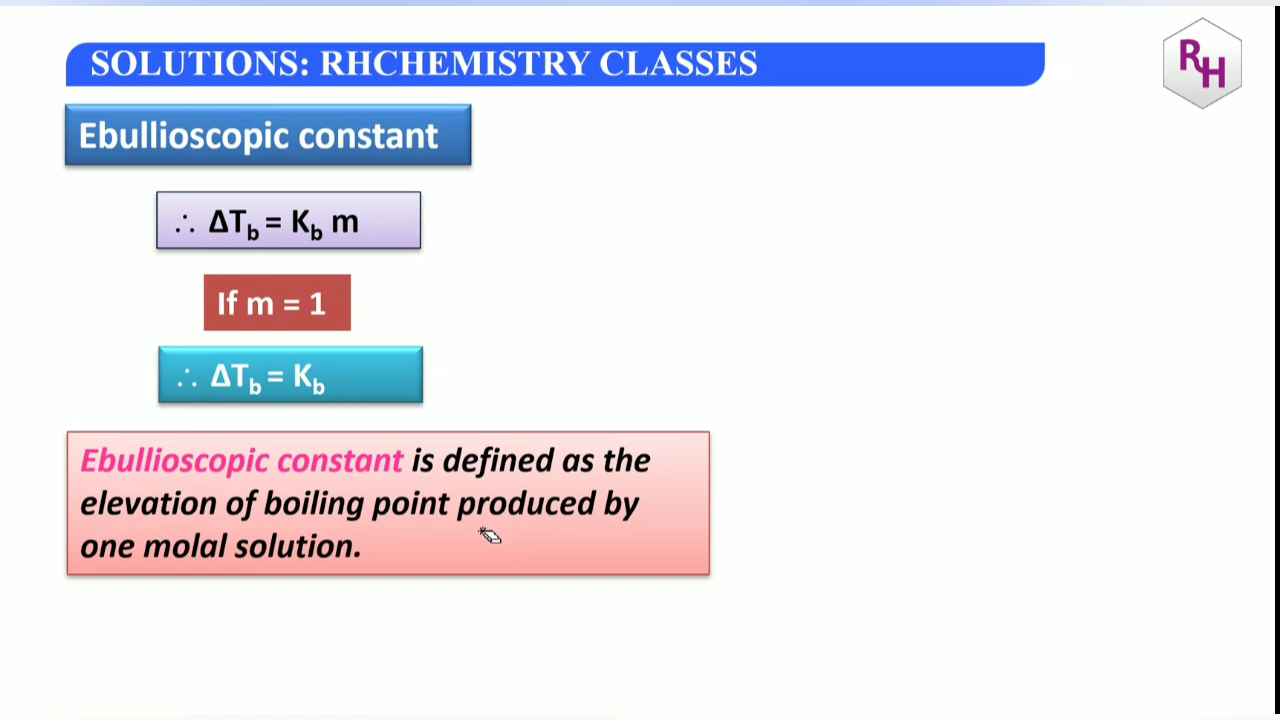 SOLUTIONS: RHCHEMISTRY CLASSES
RH
Ebullioscopic constant
∴ ΔTb = Kb m
If m = 1
∴ ΔTb = Kb
Ebullioscopic constant is defined as the
elevation of boiling point produced by
one molal solution.